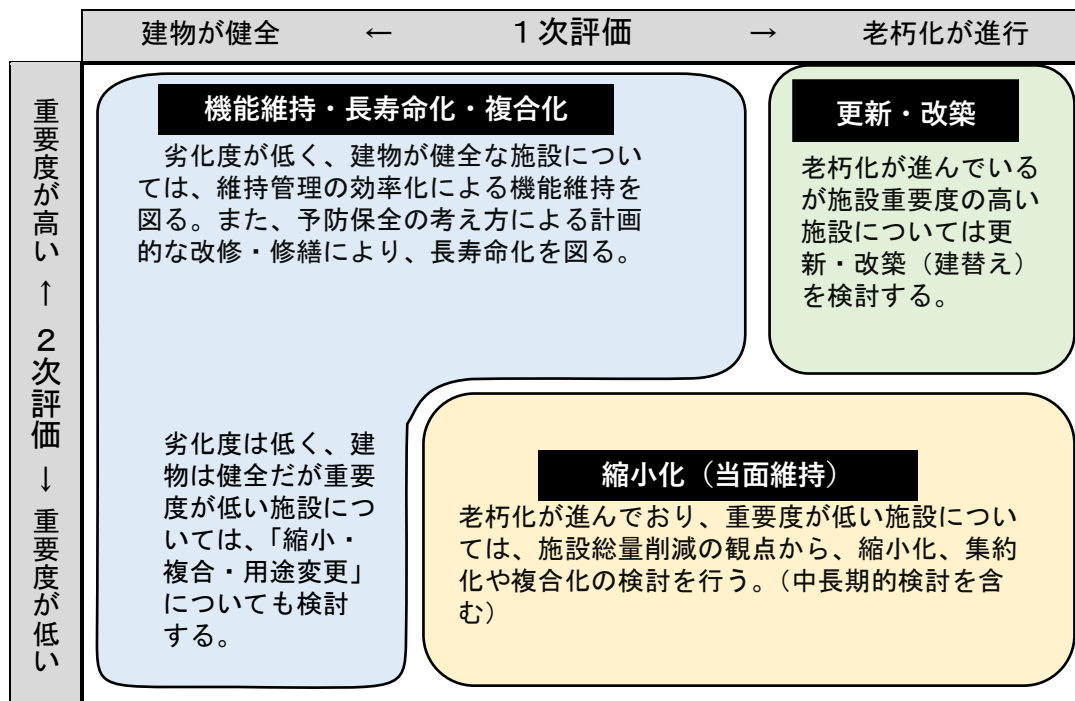 建物が健全 ← １次評価 → 老朽化が進行
重要度が高い ↑ ２次評価 ↓ 重要度が低い
機能維持・長寿命化・複合化
劣化度が低く、建物が健全な施設につい
ては、維持管理の効率化による機能維持を
図る。また、予防保全の考え方による計画
的な改修・修繕により、長寿命化を図る。
更新・改築
老朽化が進んでいる
が施設重要度の高い
施設については更
新・改築（建替え）
を検討する。
劣化度は低く、建
物は健全だが重要
度が低い施設につ
いては、「縮小・
複合・用途変更」
についても検討
する。
縮小化（当面維持）
老朽化が進んでおり、重要度が低い施設につい
ては、施設総量削減の観点から、縮小化、集約
化や複合化の検討を行う。（中長期的検討を含
む）